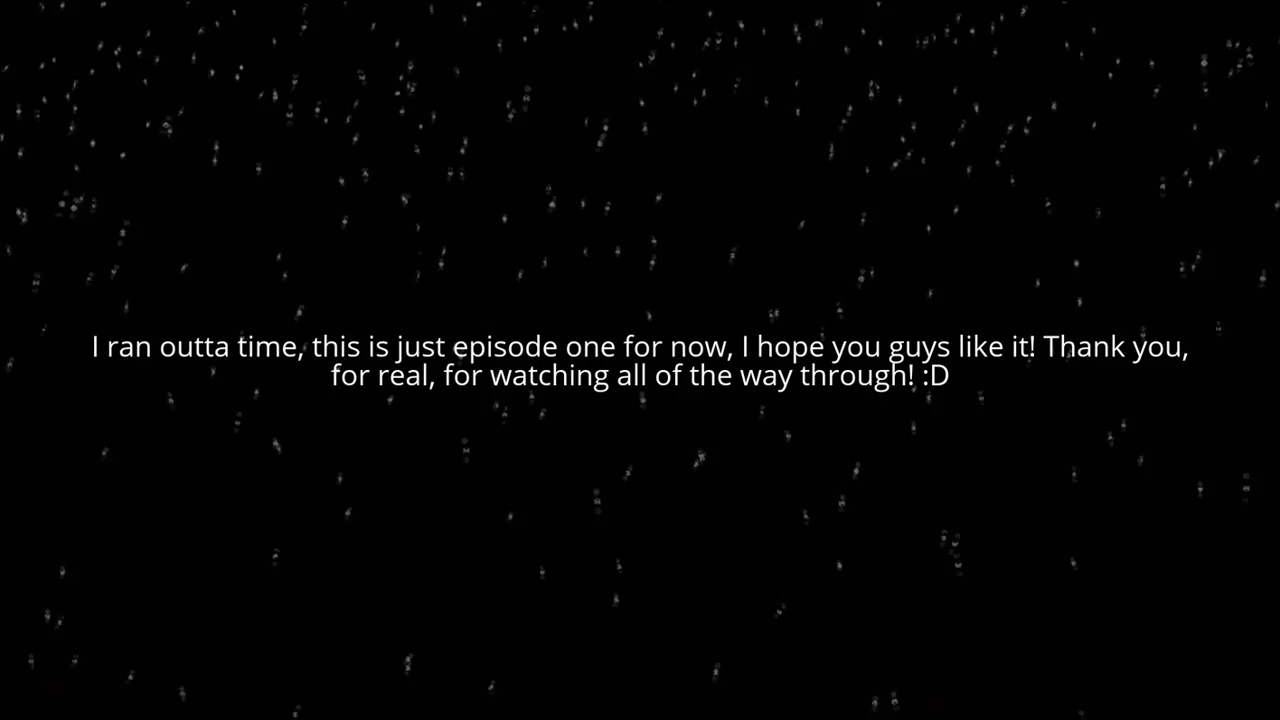 I ran outta time, this is just episode one for now, I hope you guys like it! Thank you,
for real, for watching all of the way through! :D